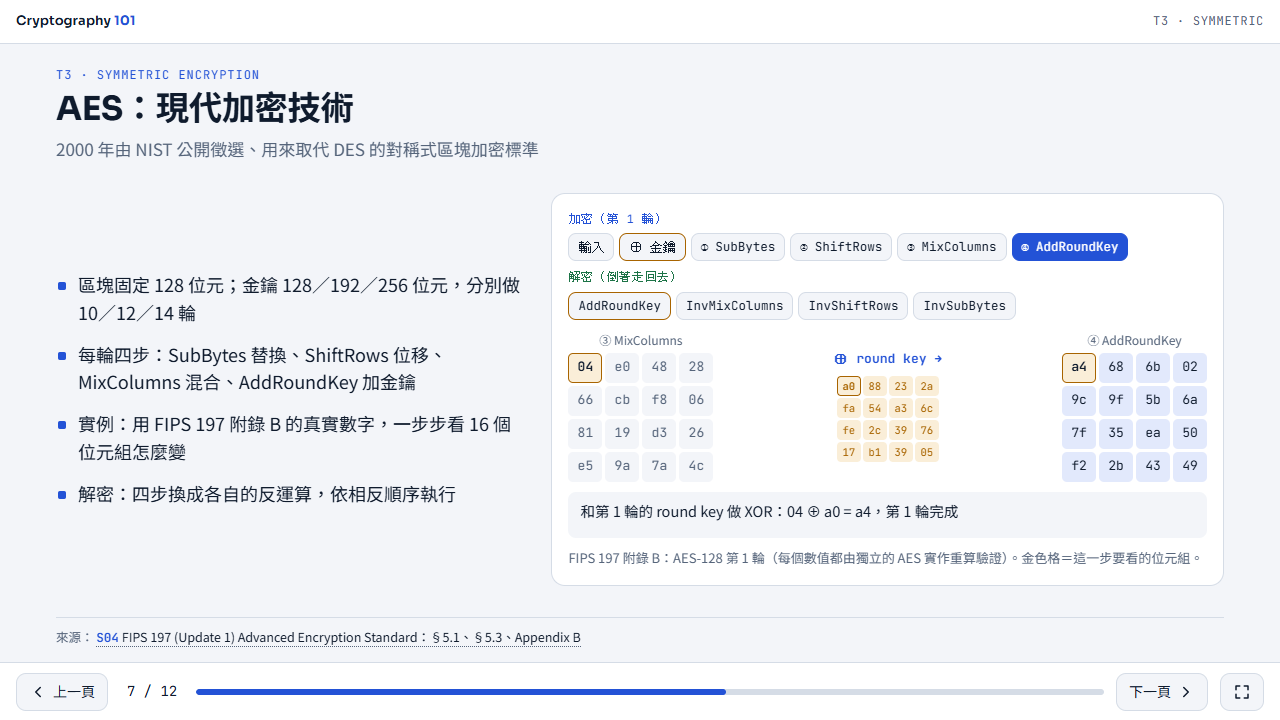 Cryptography 101
T3 · SYMMETRIC
T3 · SYMMETRIC ENCRYPTION
AES：現代加密技術
2000 年由 NIST 公開徵選、用來取代 DES 的對稱式區塊加密標準
區塊固定 128 位元；金鑰 128／192／256 位元，分別做
10／12／14 輪
每輪四步：SubBytes 替換、ShiftRows 位移、
MixColumns 混合、AddRoundKey 加金鑰
實例：用 FIPS 197 附錄 B 的真實數字，一步步看 16 個
位元組怎麼變
解密：四步換成各自的反運算，依相反順序執行
加密（第 1 輪）
輸入 ⊕ 金鑰 ① SubBytes ② ShiftRows ③ MixColumns ④ AddRoundKey
解密（倒著走回去）
AddRoundKey InvMixColumns InvShiftRows InvSubBytes
③ MixColumns
04 e0 48 28
66 cb f8 06
81 19 d3 26
e5 9a 7a 4c
⊕ round key →
a0 88 23 2a
fa 54 a3 6c
fe 2c 39 76
17 b1 39 05
④ AddRoundKey
a4 68 6b 02
9c 9f 5b 6a
7f 35 ea 50
f2 2b 43 49
和第 1 輪的 round key 做 XOR：04 ⊕ a0 = a4，第 1 輪完成
FIPS 197 附錄 B：AES-128 第 1 輪（每個數值都由獨立的 AES 實作重算驗證）。金色格＝這一步要看的位元組。
來源： S04 FIPS 197 (Update 1) Advanced Encryption Standard： §5.1、 §5.3、Appendix B
上一頁
7 / 12
下一頁